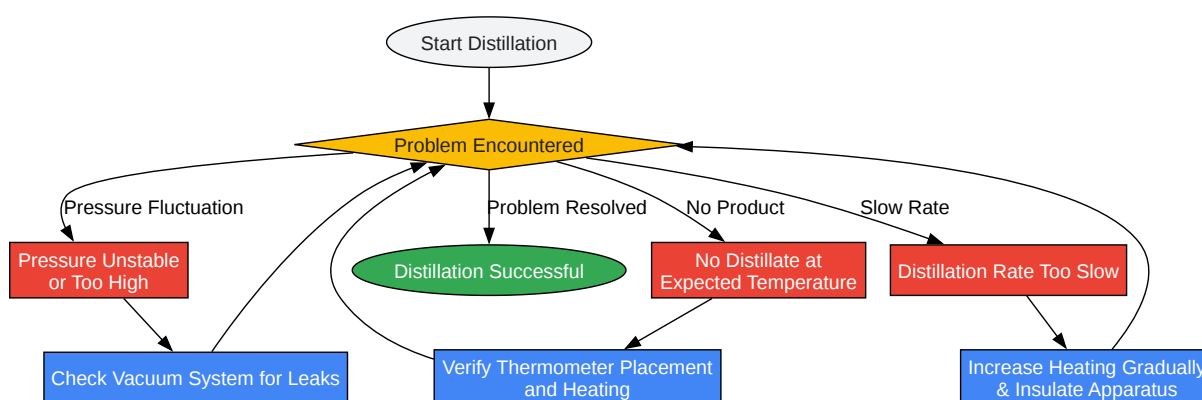 Start Distillation
Problem Encountered
Pressure Fluctuation
Problem Resolved
No Product
Slow Rate
Pressure Unstable
or Too High
Distillation Successful
No Distillate at
Expected Temperature
Distillation Rate Too Slow
Check Vacuum System for Leaks
Verify Thermometer Placement
and Heating
Increase Heating Gradually
& Insulate Apparatus